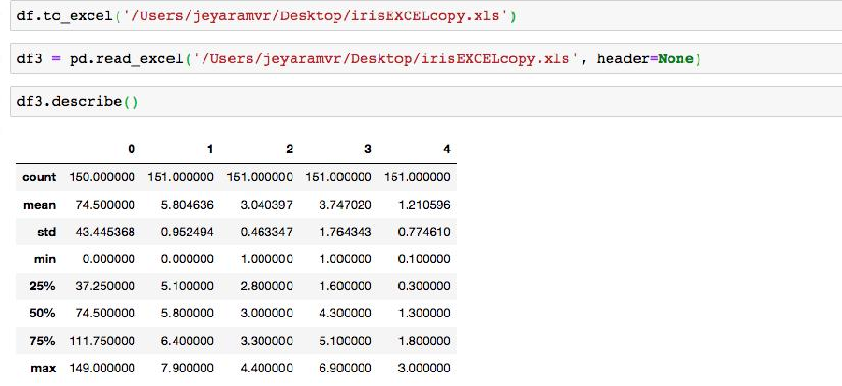 df.to_excel('/Users/jeyaramvr/Desktop/irisEXCELcopy.xls')
df3 = pd.read_excel('/Users/jeyaramvr/Desktop/irisEXCELcopy.xls', header=None)
df3.describe()
0 1 2 3 4
count 150.000000 151.000000 151.000000 151.000000 151.000000
mean 74.500000 5.804636 3.040397 3.747020 1.210596
std 43.445368 0.952494 0.463347 1.764343 0.774610
min 0.000000 0.000000 1.000000 1.000000 0.100000
25% 37.250000 5.100000 2.800000 1.600000 0.300000
50% 74.500000 5.800000 3.000000 4.300000 1.300000
75% 111.750000 6.400000 3.300000 5.100000 1.800000
max 149.000000 7.900000 4.400000 6.900000 3.000000